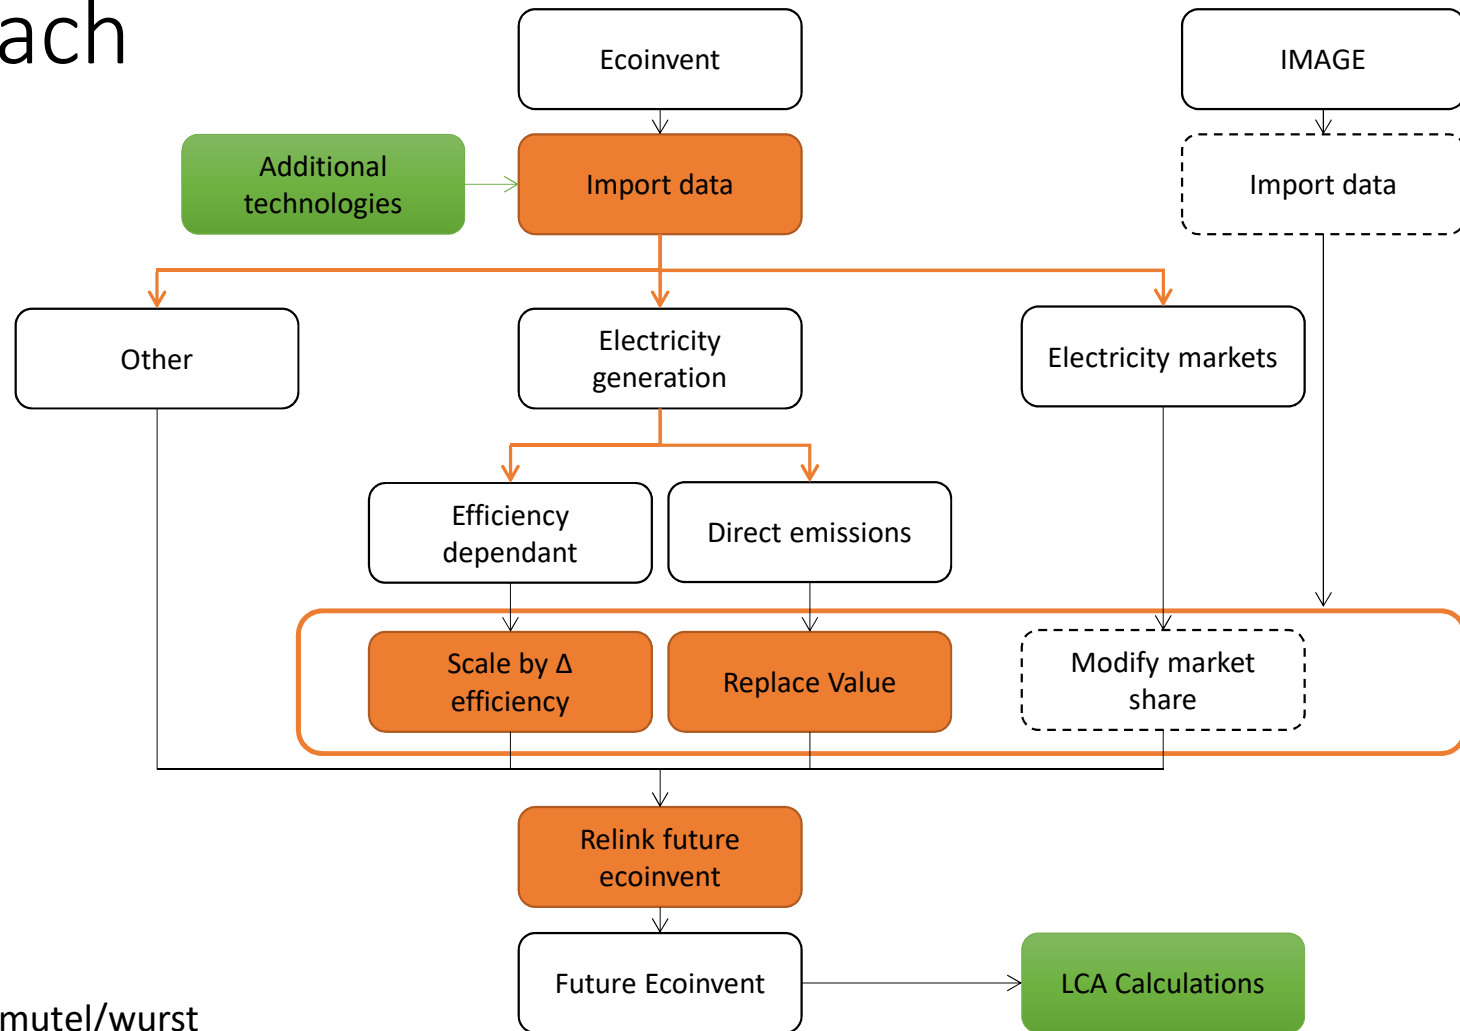 ach
Ecoinvent
IMAGE
Additional
technologies
Import data
Import data
Other
Electricity
generation
Electricity markets
Efficiency
dependant
Direct emissions
Scale by Δ
efficiency
Replace Value
Modify market
share
Relink future
ecoinvent
Future Ecoinvent
LCA Calculations
mutel/wurst